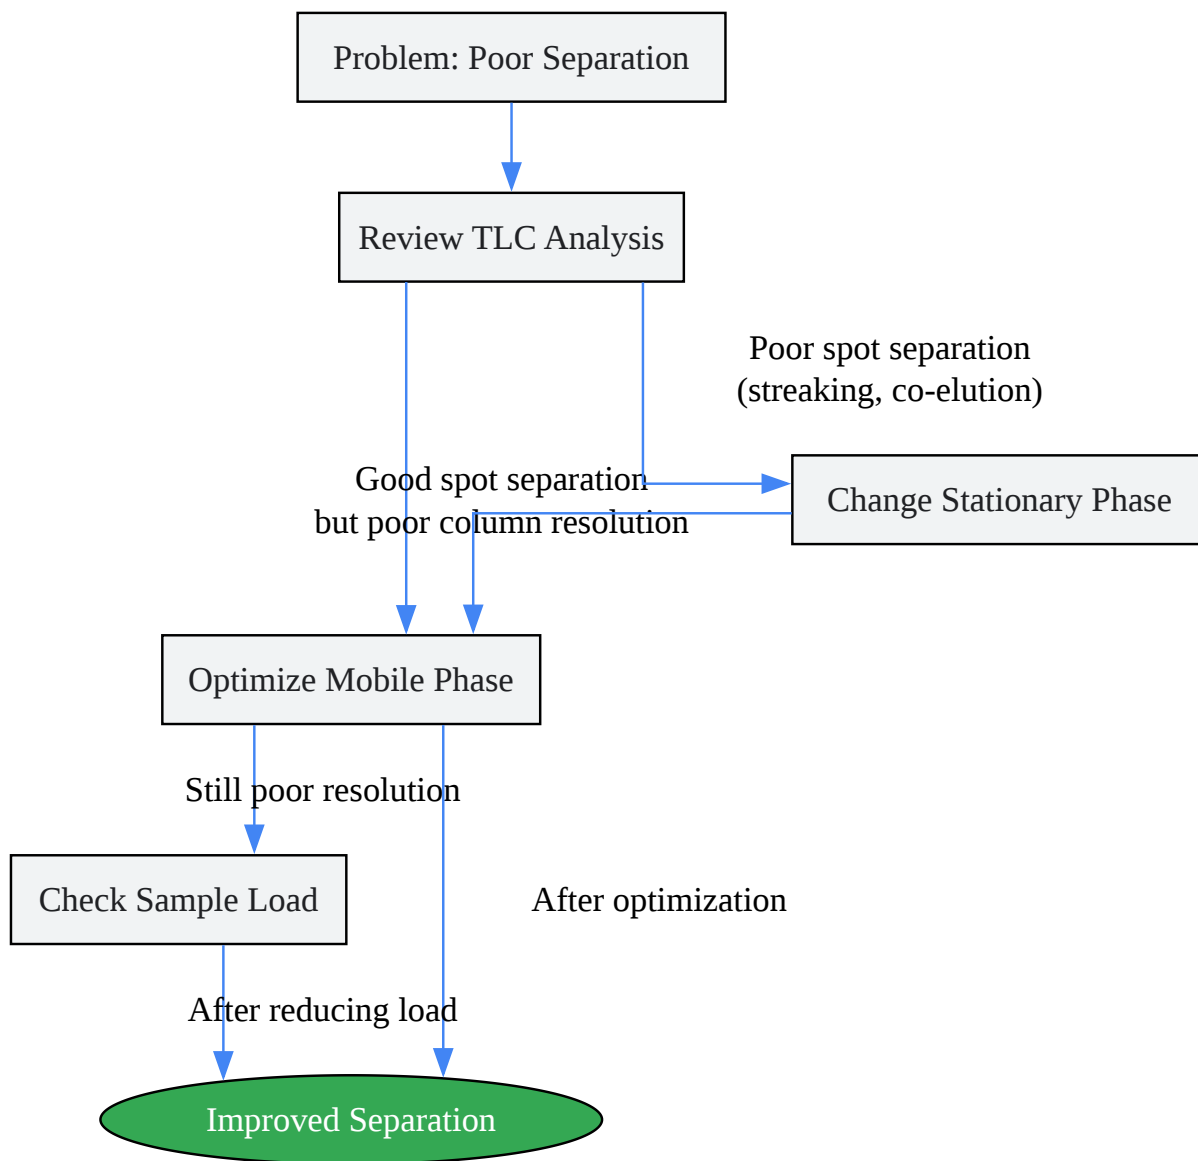 Problem: Poor Separation
Review TLC Analysis
Poor spot separation
(streaking, co-elution)
Good spot separation
but poor column resolution
Change Stationary Phase
Optimize Mobile Phase
Still poor resolution
Check Sample Load
After optimization
After reducing load
Improved Separation